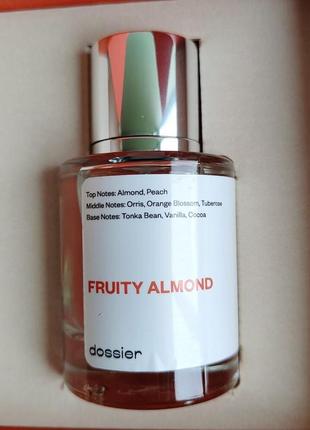 Top Notes: Almond, Peach
Middle Notes: Orris, Orange Blossom, Tuberose
Base Notes: Tonka Bean, Vanilla, Cocoa
FRUITY ALMOND
dossier